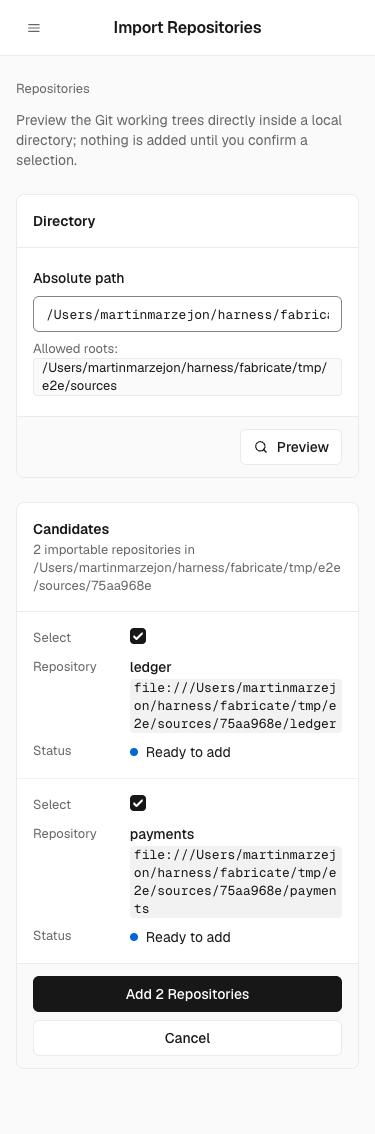 Import Repositories
Repositories
Preview the Git working trees directly inside a local
directory; nothing is added until you confirm a
selection.
Directory
Absolute path
/Users/martinmarzejon/harness/fabrica
Allowed roots:
/Users/martinmarzejon/harness/fabricate/tmp/
e2e/sources
Preview
Candidates
2 importable repositories in
/Users/martinmarzejon/harness/fabricate/tmp/e2e
/sources/75aa968e
Select
Repository ledger
file:///Users/martinmarzej
on/harness/fabricate/tmp/e
2e/sources/75aa968e/ledger
Status Ready to add
Select
Repository payments
file:///Users/martinmarzej
on/harness/fabricate/tmp/e
2e/sources/75aa968e/paymen
ts
Status Ready to add
Add 2 Repositories
Cancel